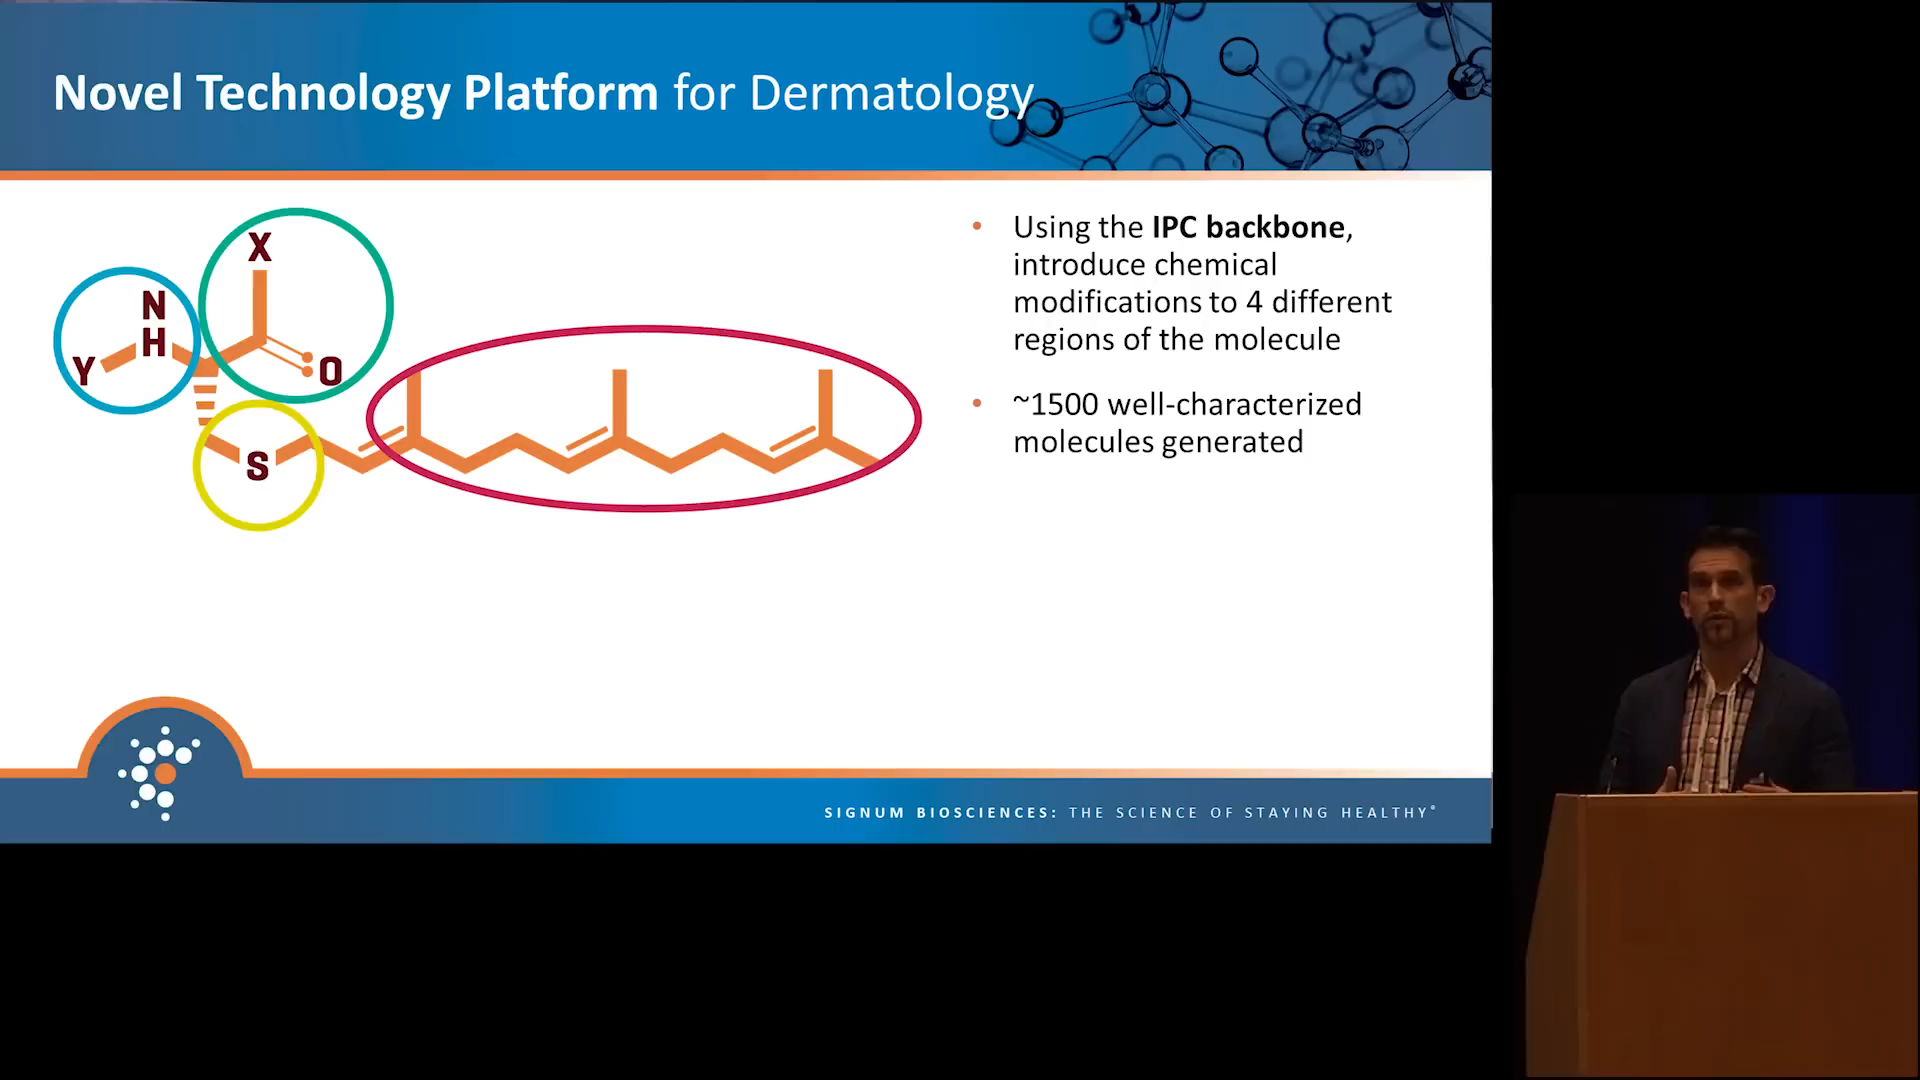 Novel Technology Platform for Dermatology
X
N
H
Y
O
S
• Using the IPC backbone,
introduce chemical
modifications to 4 different
regions of the molecule
• ~1500 well-characterized
molecules generated
SIGNUM BIOSCIENCES: THE SCIENCE OF STAYING HEALTHY®